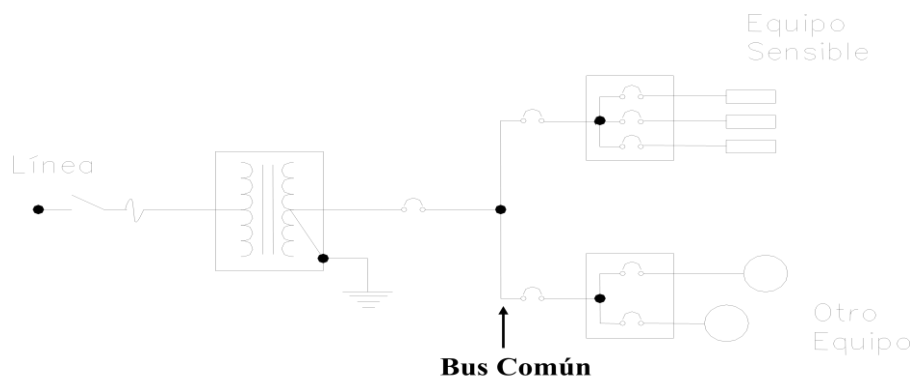 Equipo
Sensible
Línea
Otro
Equipo
Bus Común